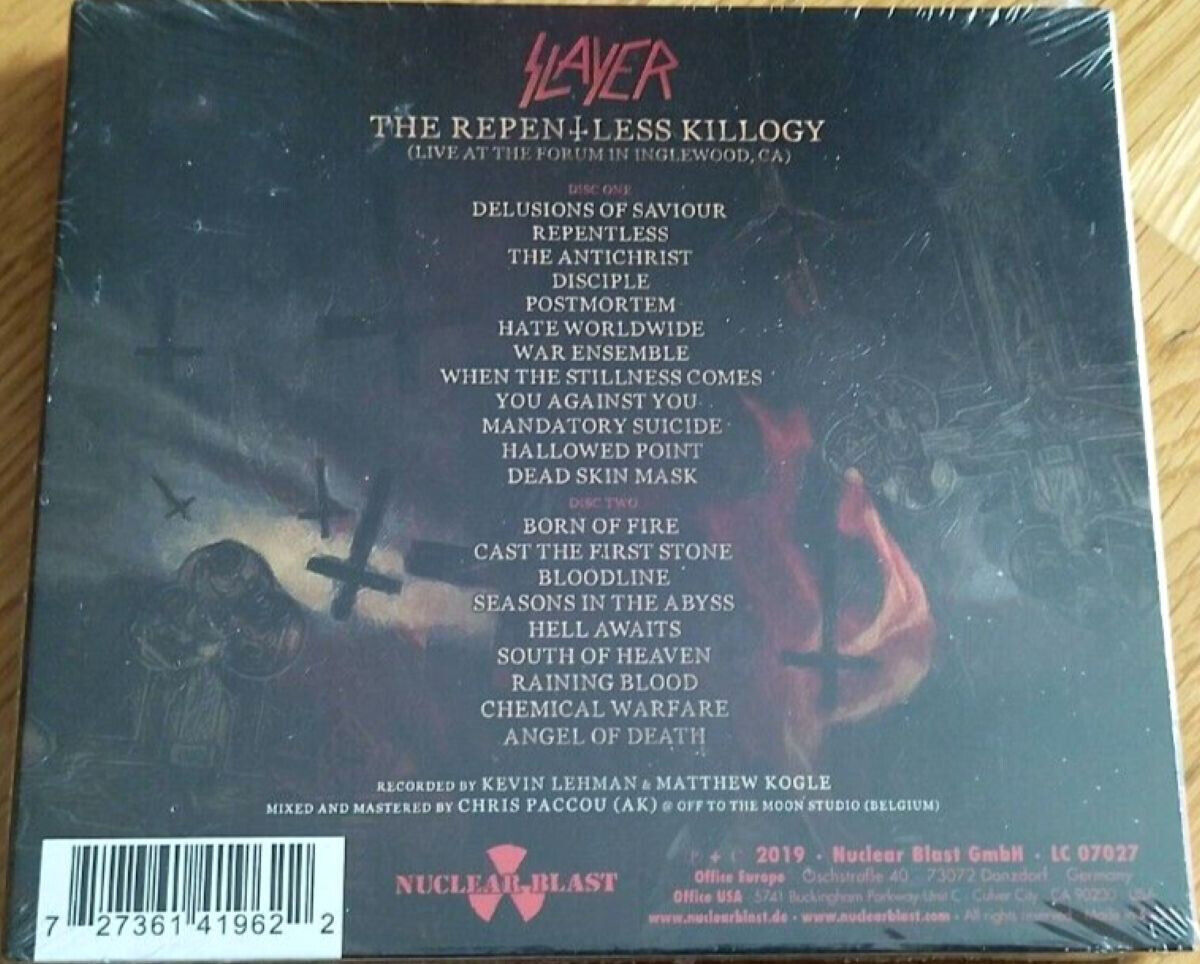 SLAYER
THE REPENTLESS KILLOGY
(LIVE AT THE FORUM IN INGLEWOOD, CA)
DISC ONE
DELUSIONS OF SAVIOUR
REPENTLESS
THE ANTICHRIST
DISCIPLE
POSTMORTEM
HATE WORLDWIDE
WAR ENSEMBLE
WHEN THE STILLNESS COMES
YOU AGAINST YOU
MANDATORY SUICIDE
HALLOWED POINT
DEAD SKIN MASK
DISC TWO
BORN OF FIRE
CAST THE FIRST STONE
BLOODLINE
SEASONS IN THE ABYSS
HELL AWAITS
SOUTH OF HEAVEN
RAINING BLOOD
CHEMICAL WARFARE
ANGEL OF DEATH
RECORDED BY KEVIN LEHMAN & MATTHEW KOGLE
MIXED AND MASTERED BY CHRIS PACCOU (AK) @ OFF TO THE MOON STUDIO (BELGIUM)
7 27361 41962 2
NUCLEAR BLAST
P + C 2019 · Nuclear Blast GmbH · LC 07027
Office Europe Öschstraße 40 · 73072 Donzdorf · Germany
Office USA · 5741 Buckingham Parkway Unit C · Culver City · CA 90230 · USA
www.nuclearblast.de · www.nuclearblast.com · All rights reserved · Made in